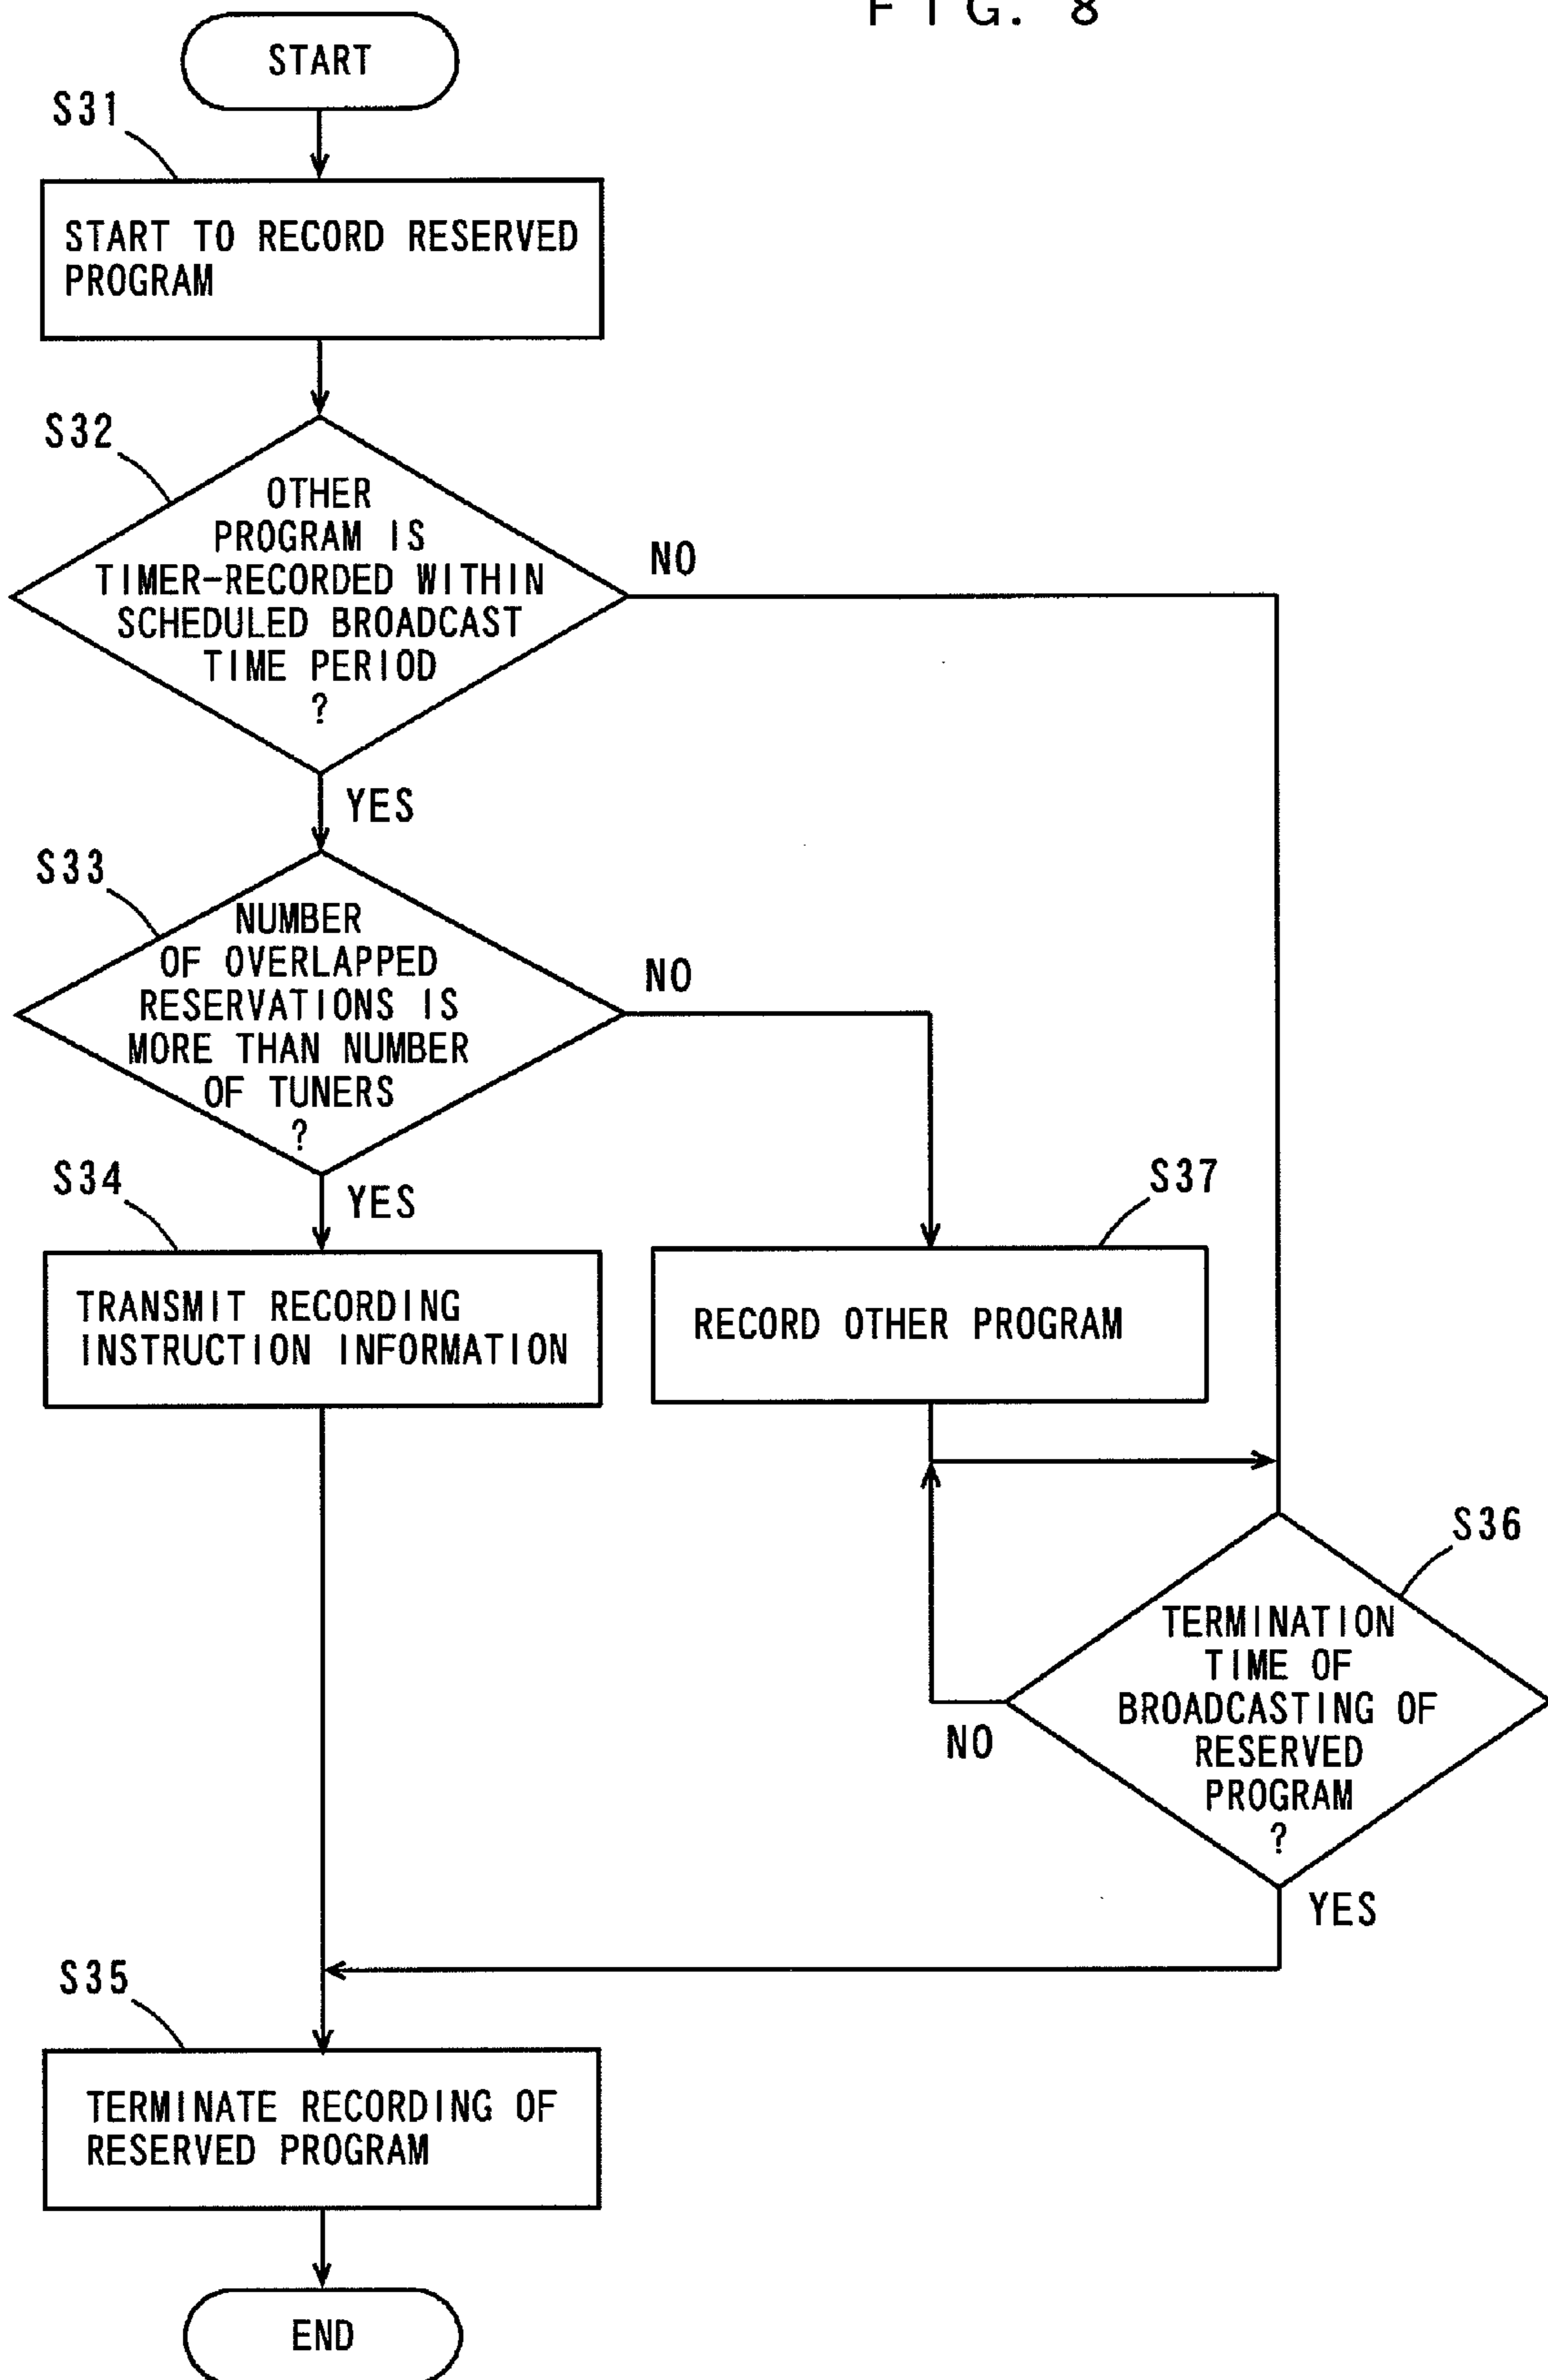 FIG. 8
START
S31
START TO RECORD RESERVED
PROGRAM
S32
OTHER
PROGRAM IS
TIMER-RECORDED WITHIN
SCHEDULED BROADCAST
TIME PERIOD
?
NO
YES
S33
NUMBER
OF OVERLAPPED
RESERVATIONS IS
MORE THAN NUMBER
OF TUNERS
?
NO
YES
S34
TRANSMIT RECORDING
INSTRUCTION INFORMATION
S37
RECORD OTHER PROGRAM
S36
TERMINATION
TIME OF
BROADCASTING OF
RESERVED
PROGRAM
?
NO
YES
S35
TERMINATE RECORDING OF
RESERVED PROGRAM
END